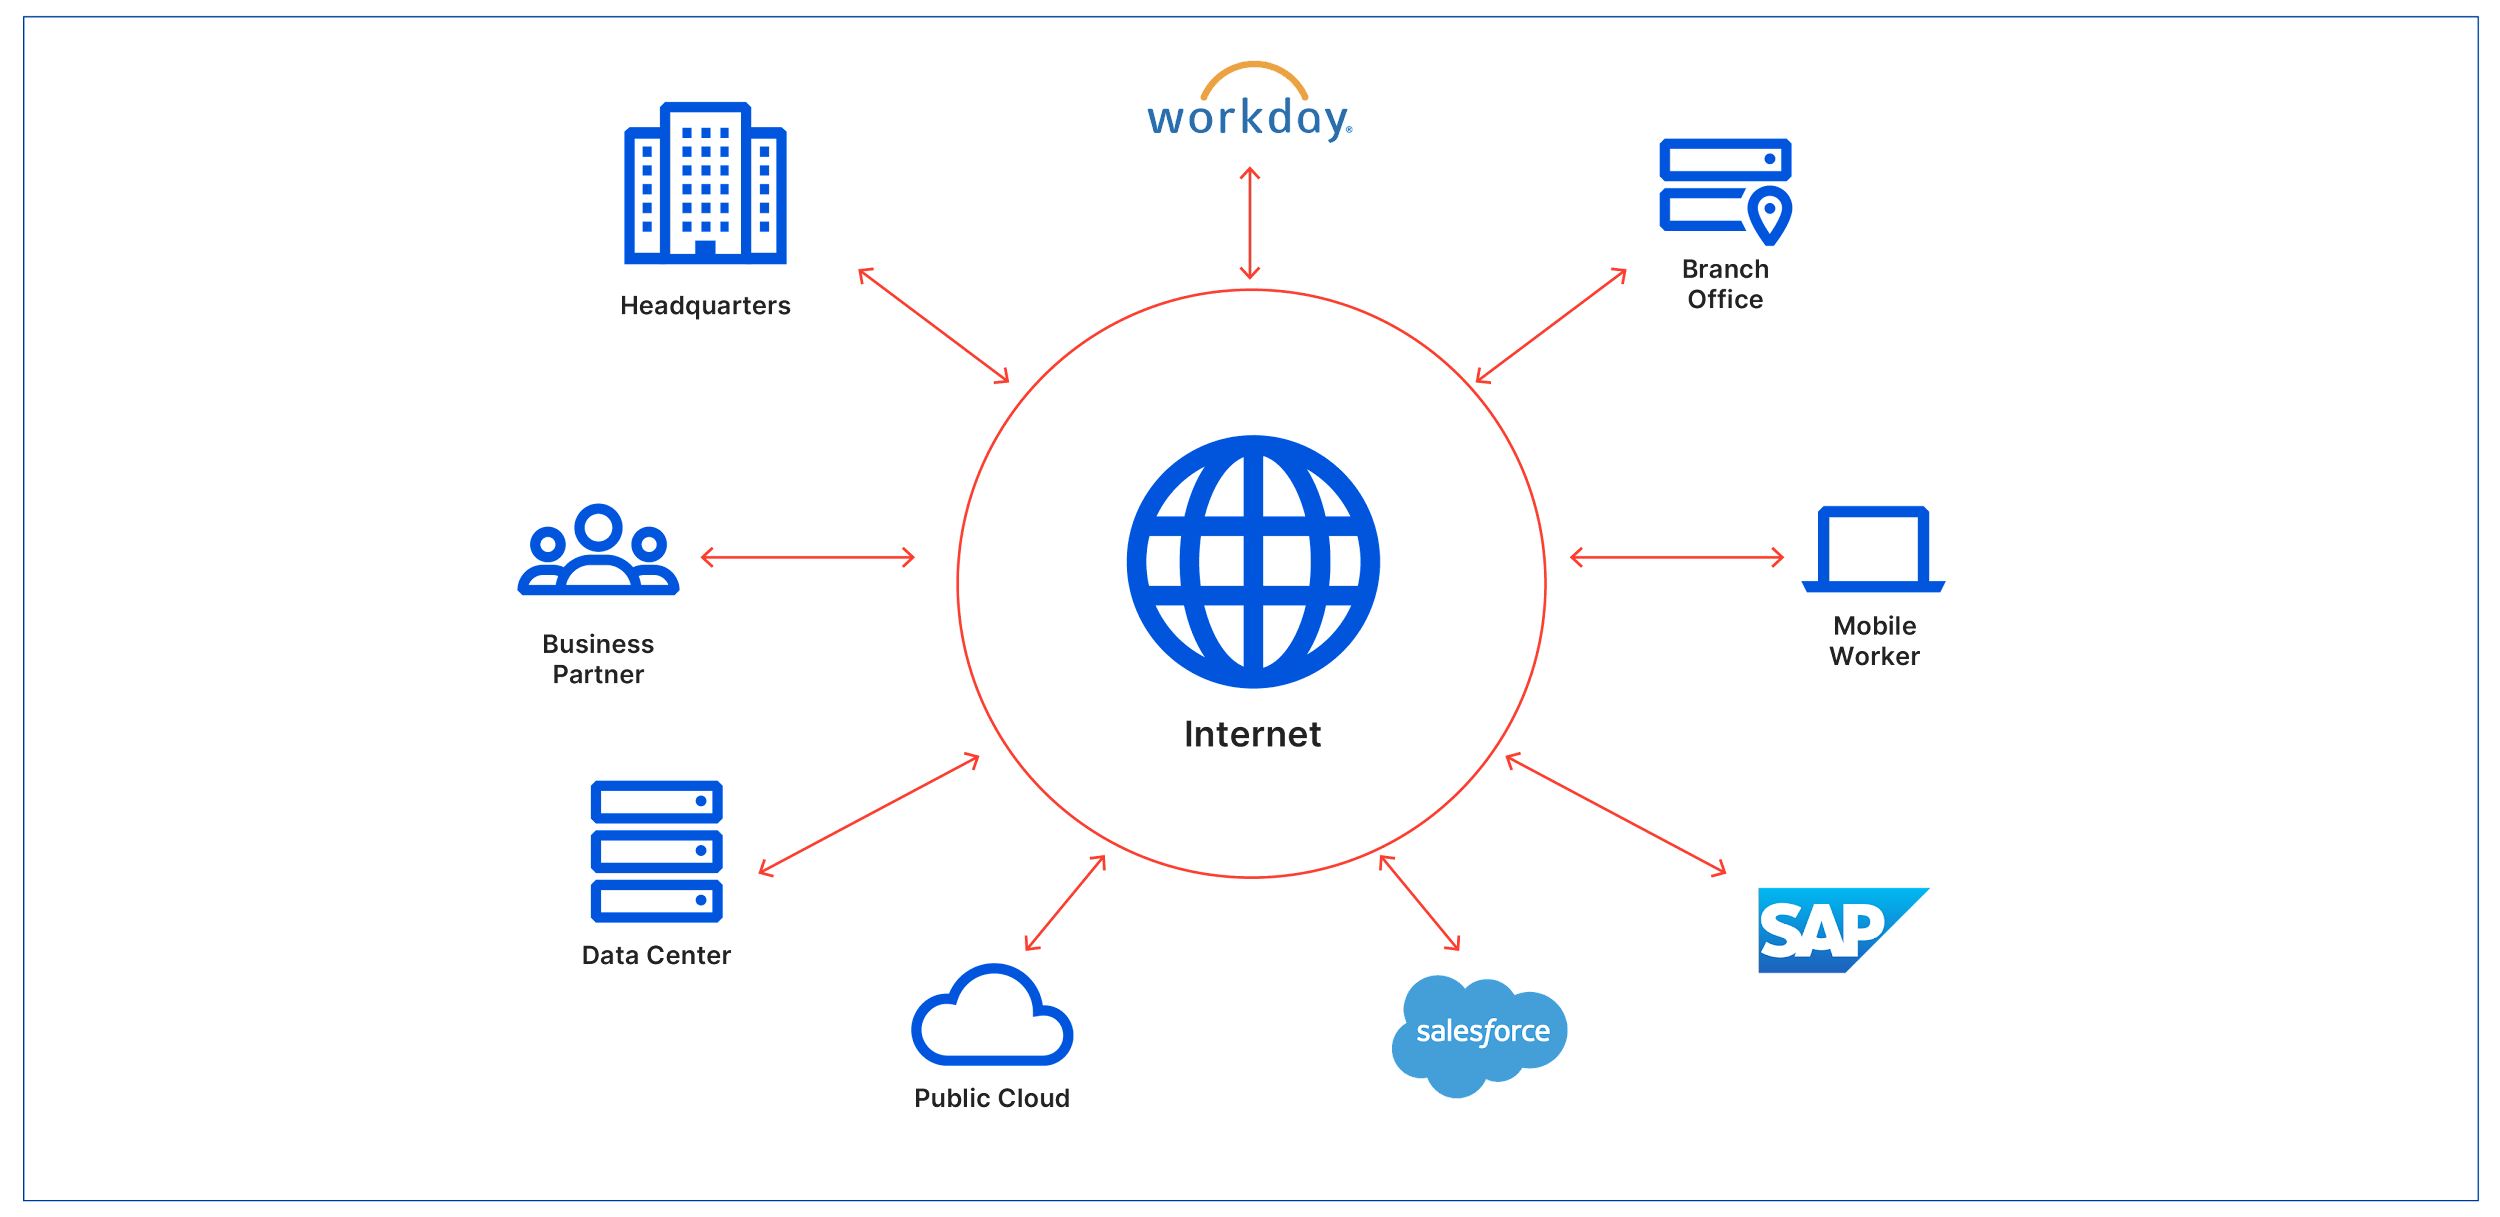 workday®
Headquarters
Branch
Office
Business
Partner
Internet
Mobile
Worker
Data Center
SAP
salesforce
Public Cloud